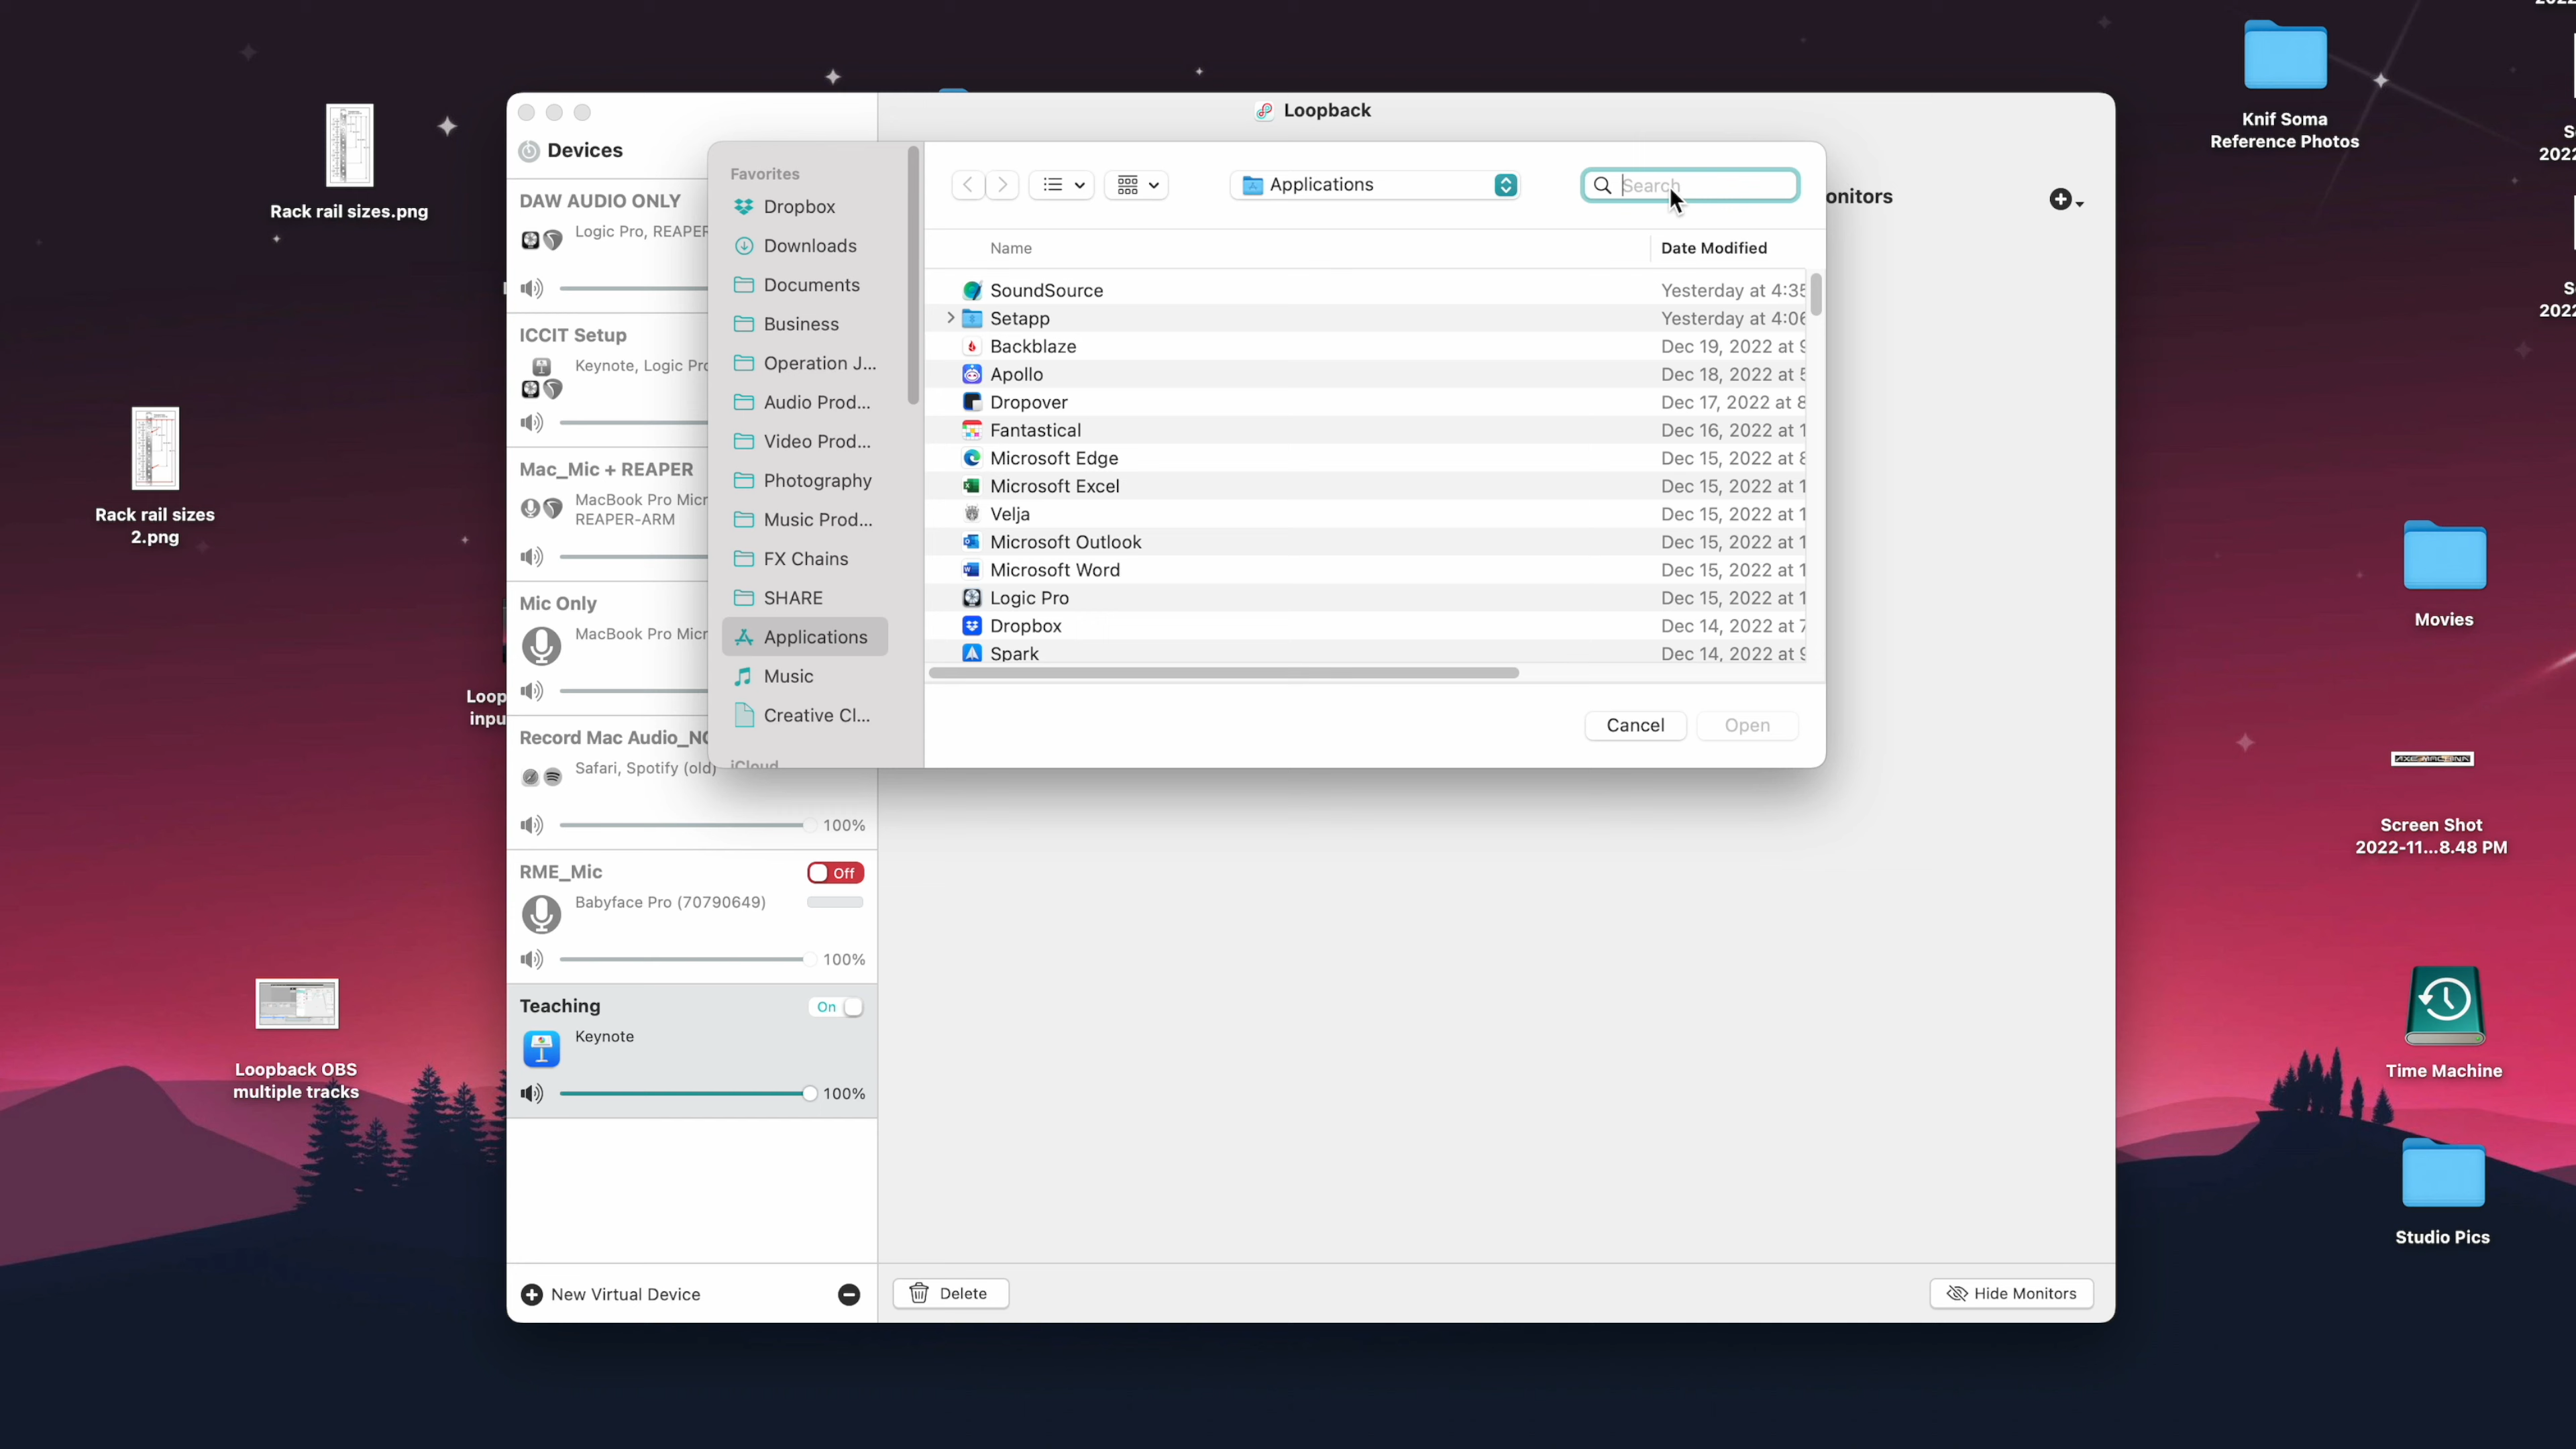 Loopback
Devices
DAW AUDIO ONLY
Logic Pro, REAPER
ICCIT Setup
Keynote, Logic Pro
Mac_Mic + REAPER
MacBook Pro Micr
REAPER-ARM
Mic Only
MacBook Pro Micr
Record Mac Audio_NO
Safari, Spotify (old)
100%
RME_Mic
Off
Babyface Pro (70790649)
100%
Teaching
On
Keynote
100%
New Virtual Device
Delete
Hide Monitors
onitors
Favorites
Dropbox
Downloads
Documents
Business
Operation J...
Audio Prod...
Video Prod...
Photography
Music Prod...
FX Chains
SHARE
Applications
Music
Creative Cl...
iCloud
Applications
Search
Name
Date Modified
SoundSource
Yesterday at 4:35
Setapp
Yesterday at 4:06
Backblaze
Dec 19, 2022 at 9
Apollo
Dec 18, 2022 at 5
Dropover
Dec 17, 2022 at 8
Fantastical
Dec 16, 2022 at 1
Microsoft Edge
Dec 15, 2022 at 8
Microsoft Excel
Dec 15, 2022 at 1
Velja
Dec 15, 2022 at 1
Microsoft Outlook
Dec 15, 2022 at 1
Microsoft Word
Dec 15, 2022 at 1
Logic Pro
Dec 15, 2022 at 1
Dropbox
Dec 14, 2022 at 7
Spark
Dec 14, 2022 at 9
Cancel
Open
Rack rail sizes.png
Rack rail sizes
2.png
Loop
inpu
Loopback OBS
multiple tracks
Knif Soma
Reference Photos
2022
2022
Movies
AXE MACHINA
Screen Shot
2022-11...8.48 PM
Time Machine
Studio Pics